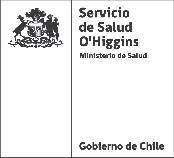 Servicio
de Salud
O'Higgins
Ministerio de Salud
Gobierno de Chile